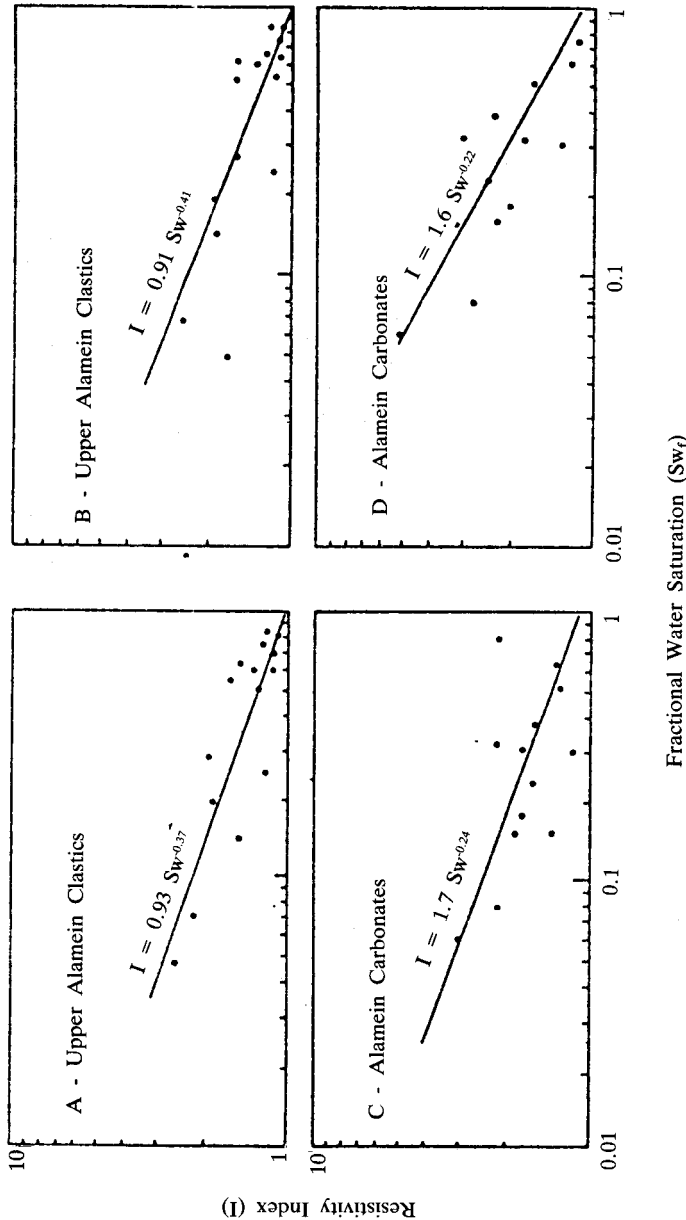 10
1
A - Upper Alamein Clastics
I = 0.93 Sw-0.37
B - Upper Alamein Clastics
I = 0.91 Sw-0.41
10
1
C - Alamein Carbonates
I = 1.7 Sw-0.24
0.01
0.1
1
D - Alamein Carbonates
I = 1.6 Sw-0.22
0.01
0.1
1
Resistivity Index (I)
Fractional Water Saturation (Swf)